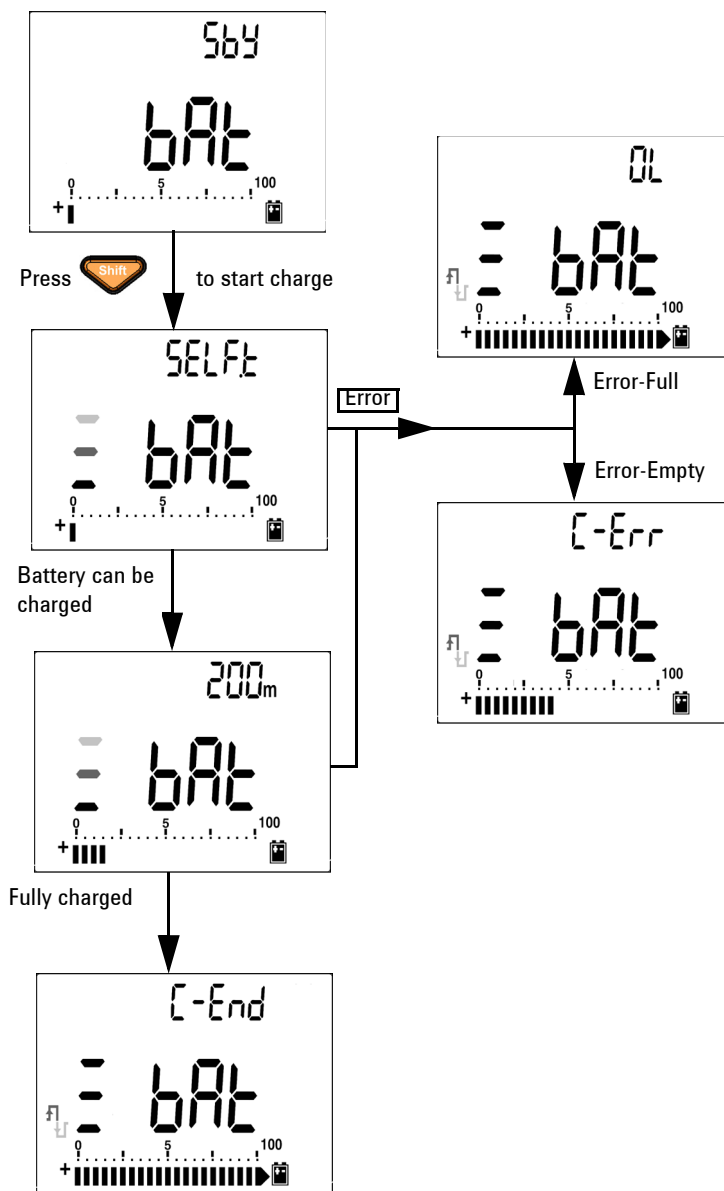 SbY
bAt
0 5 100
+
Press Shift to start charge
SELF.t
bAt
0 5 100
+
Error
Battery can be
charged
200m
bAt
0 5 100
+
Fully charged
C-End
bAt
0 5 100
+
OL
bAt
0 5 100
+
Error-Full
Error-Empty
C-Err
bAt
0 5 100
+